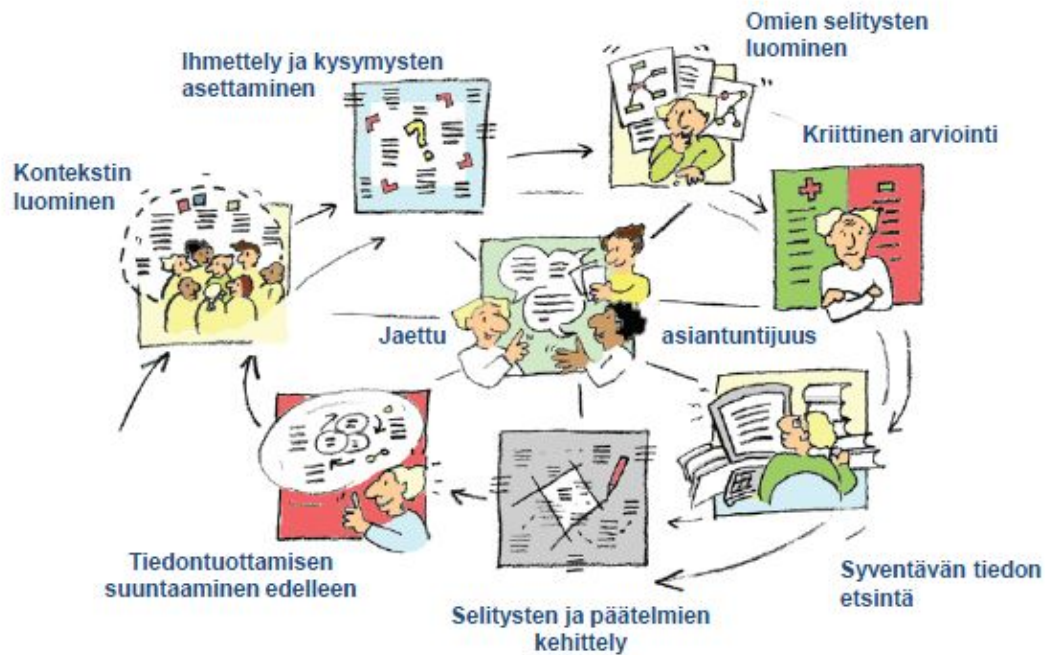 Omien selitysten
luominen
Ihmettely ja kysymysten
asettaminen
Kriittinen arviointi
Kontekstin
luominen
Jaettu asiantuntijuus
Tiedontuottamisen
suuntaaminen edelleen
Syventävän tiedon
etsintä
Selitysten ja päätelmien
kehittely